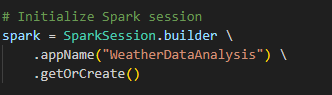 # Initialize Spark session
spark = SparkSession.builder \
    .appName("WeatherDataAnalysis") \
    .getOrCreate()